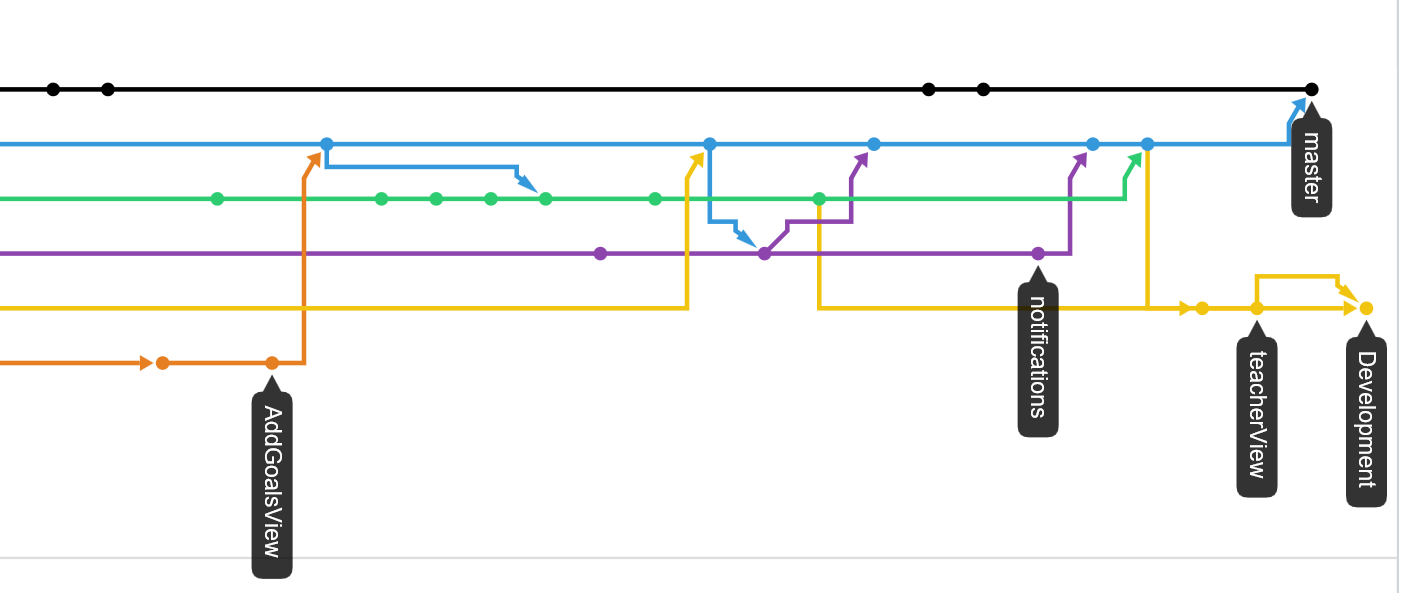 master
notifications
teacherView
Development
AddGoalsView